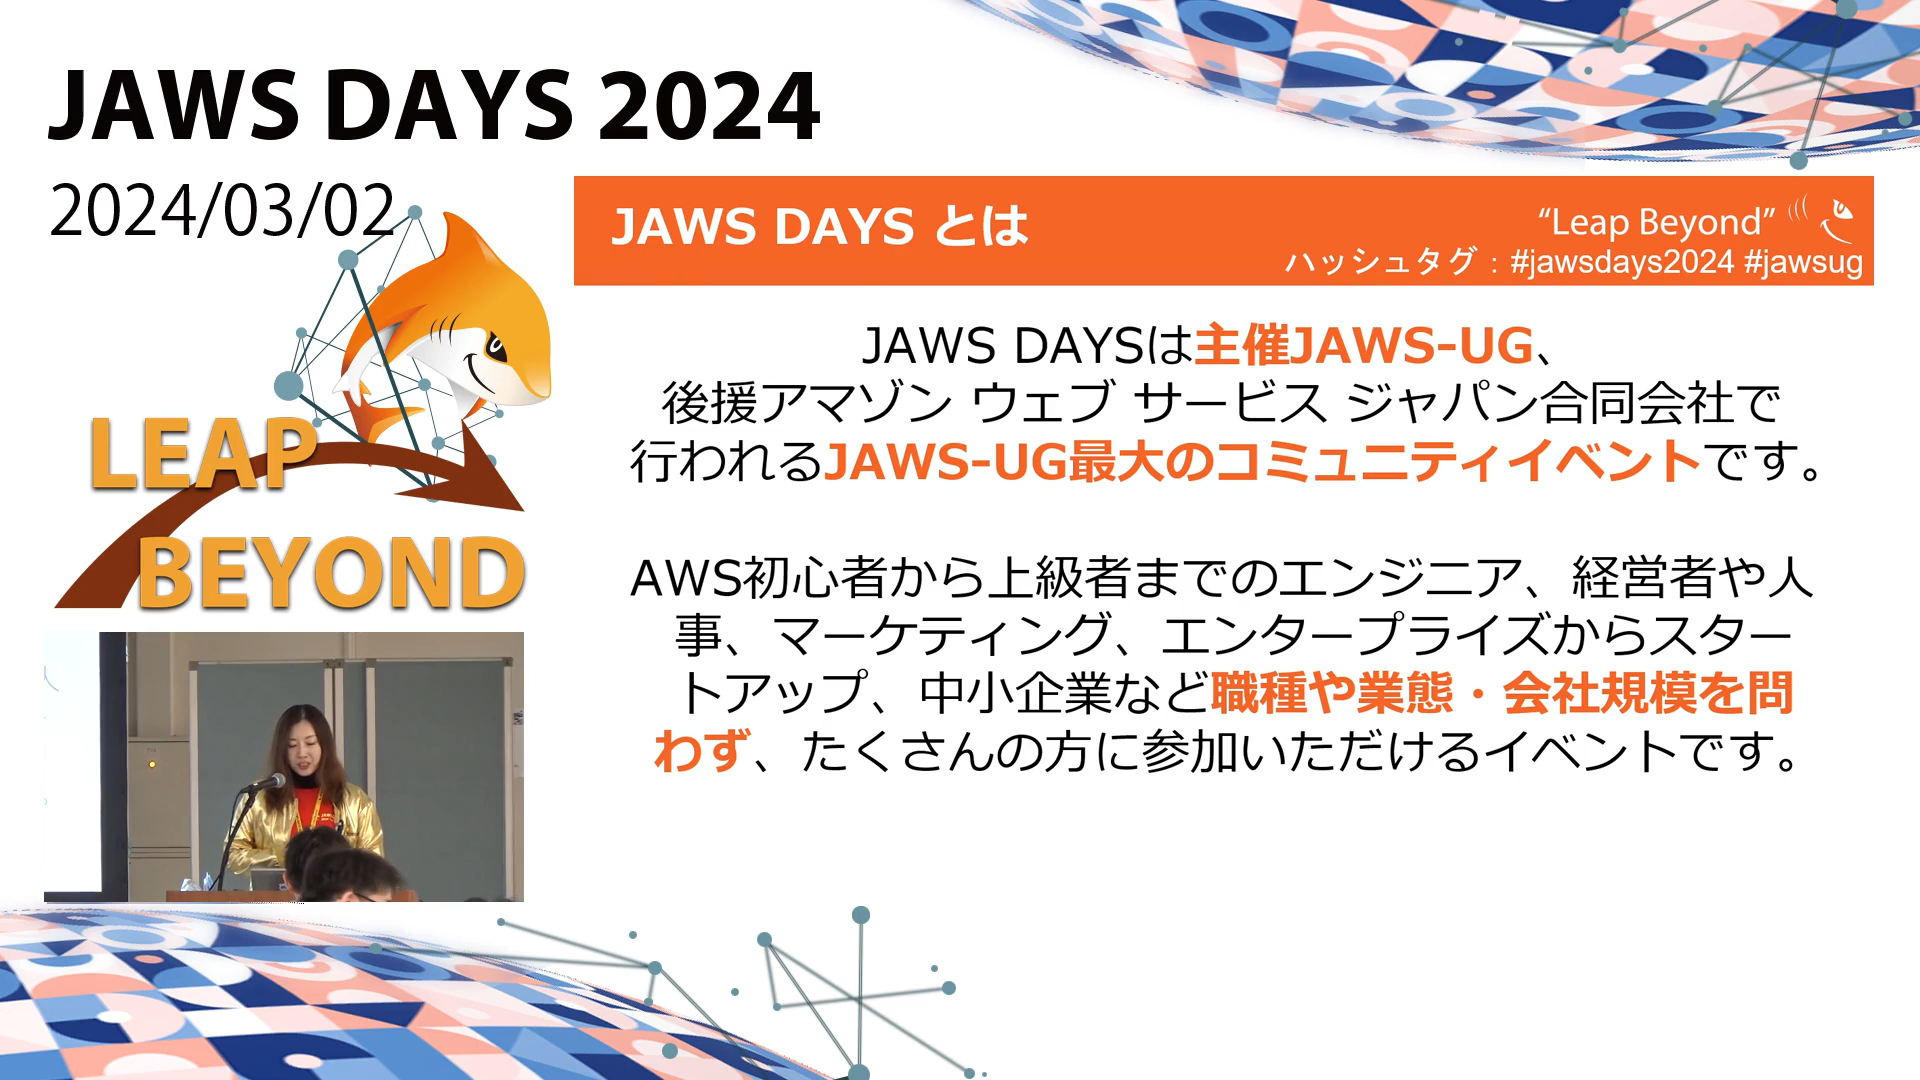 JAWS DAYS 2024
2024/03/02
LEAP
BEYOND
JAWS DAYS とは
“Leap Beyond”
ハッシュタグ：#jawsdays2024 #jawsug
JAWS DAYSは主催JAWS-UG、
後援アマゾン ウェブ サービス ジャパン合同会社で
行われるJAWS-UG最大のコミュニティイベントです。
AWS初心者から上級者までのエンジニア、経営者や人
事、マーケティング、エンタープライズからスター
トアップ、中小企業など職種や業態・会社規模を問
わず、たくさんの方に参加いただけるイベントです。